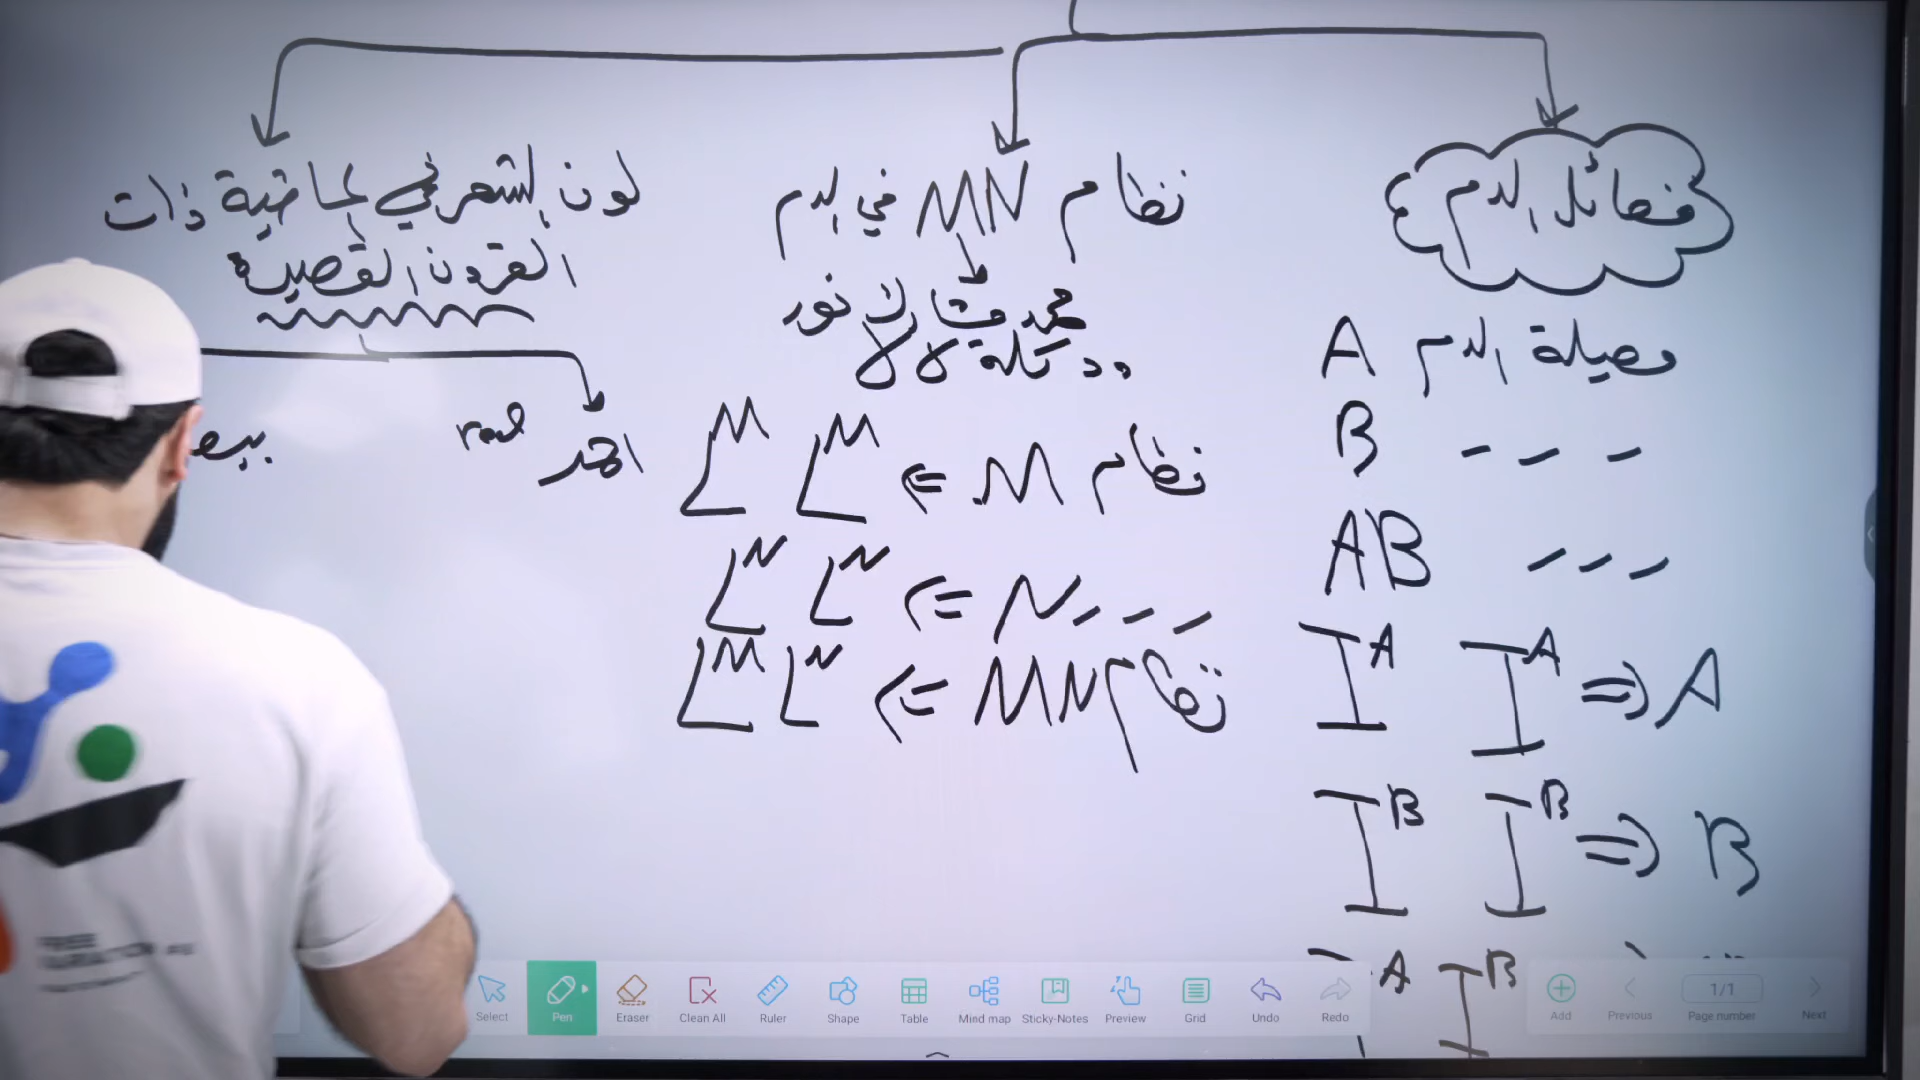 فصائل الدم
فصيلة الدم A
- - - B
- - - AB
I^A I^A ⇒ A
I^B I^B ⇒ B
I^A I^B
نظام MN في الدم
محمد نور
نظام M ⇐ L^M L^M
- - - N ⇐ L^N L^N
نظام MN ⇐ L^M L^N
لون الشعر في الماشية ذات
القرون القصيرة
احمر red
Select
Pen
Eraser
Clean All
Ruler
Shape
Table
Mind map
Sticky-Notes
Preview
Grid
Undo
Redo
Add
Previous
1/1
Page number
Next